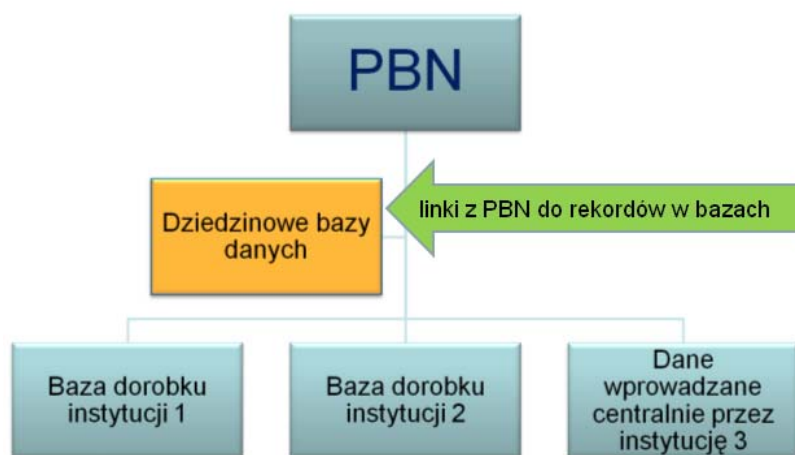 PBN
Dziedzinowe bazy
danych
linki z PBN do rekordów w bazach
Baza dorobku
instytucji 1
Baza dorobku
instytucji 2
Dane
wprowadzane
centralnie przez
instytucję 3